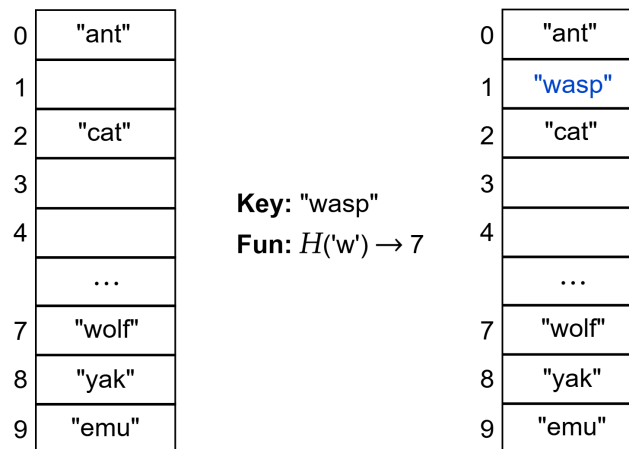 0 "ant"
1
2 "cat"
3
4
...
7 "wolf"
8 "yak"
9 "emu"
Key: "wasp"
Fun: H('w') → 7
0 "ant"
1 "wasp"
2 "cat"
3
4
...
7 "wolf"
8 "yak"
9 "emu"